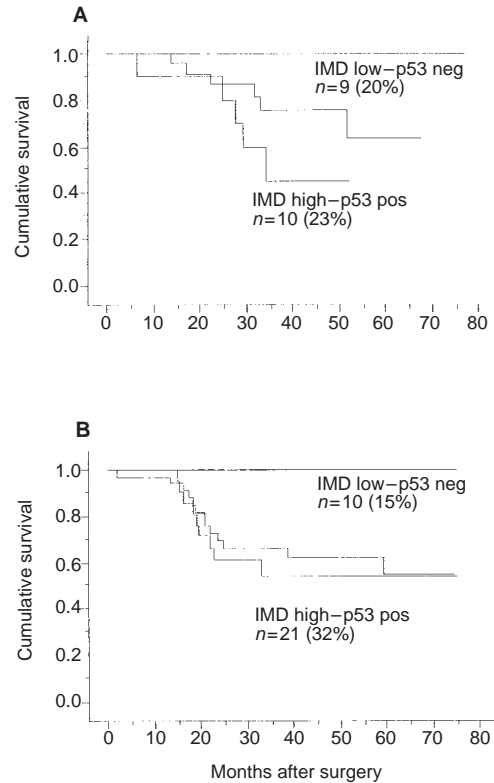 A
Cumulative survival
1.0
0.8
0.6
0.4
0.2
0.0
IMD low–p53 neg
n=9 (20%)
IMD high–p53 pos
n=10 (23%)
0 10 20 30 40 50 60 70 80
B
Cumulative survival
1.0
0.8
0.6
0.4
0.2
0.0
IMD low–p53 neg
n=10 (15%)
IMD high–p53 pos
n=21 (32%)
0 10 20 30 40 50 60 70 80
Months after surgery